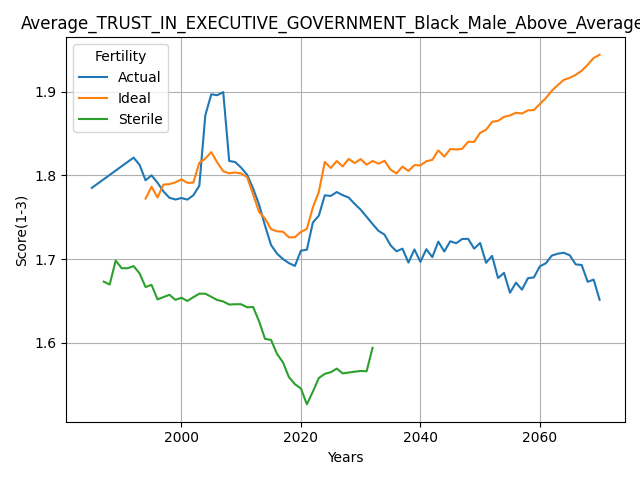 Average_TRUST_IN_EXECUTIVE_GOVERNMENT_Black_Male_Above_Average
Fertility
Actual
Ideal
Sterile
1.9
1.8
1.7
1.6
Score(1-3)
2000
2020
2040
2060
Years